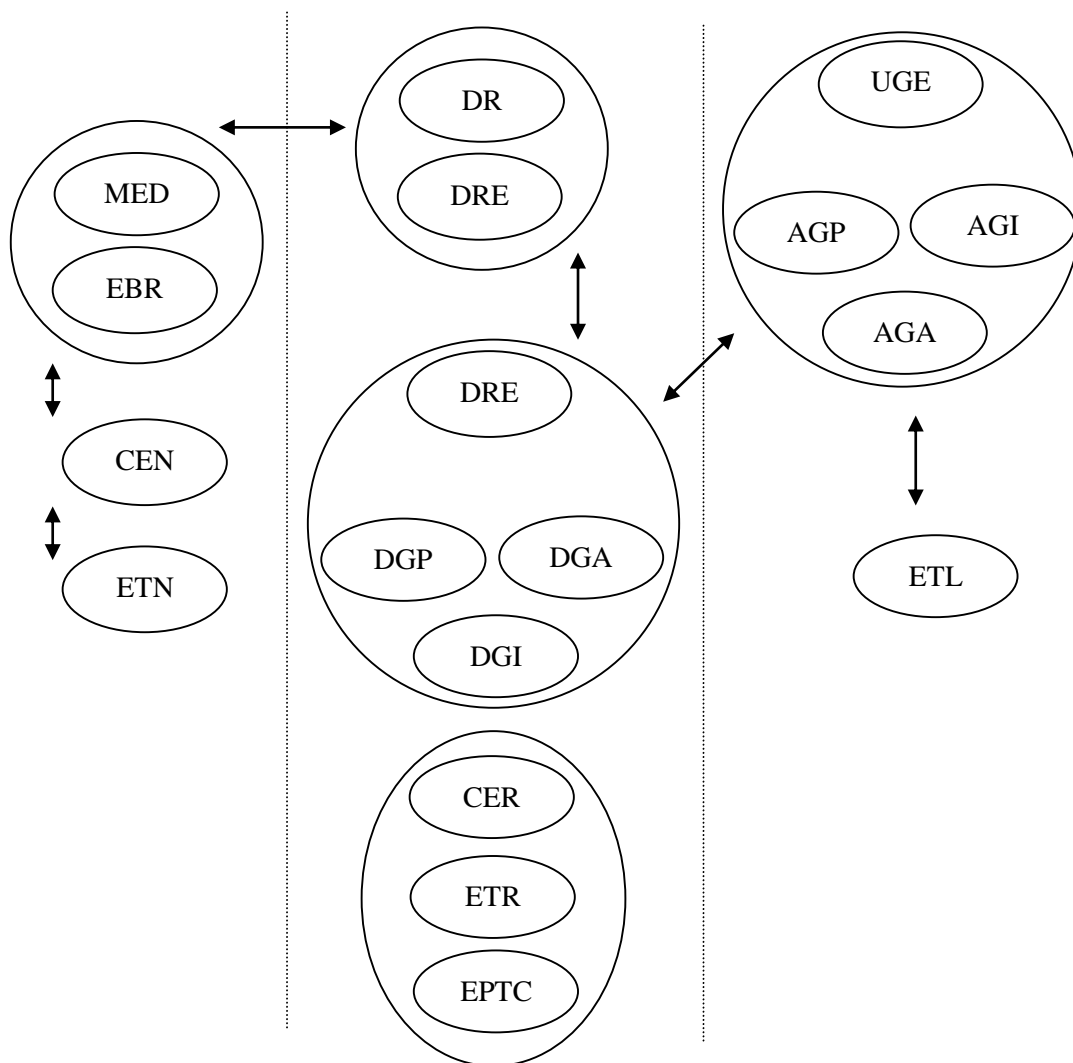 MED
EBR
CEN
ETN
DR
DRE
DRE
DGP
DGA
DGI
CER
ETR
EPTC
UGE
AGP
AGI
AGA
ETL